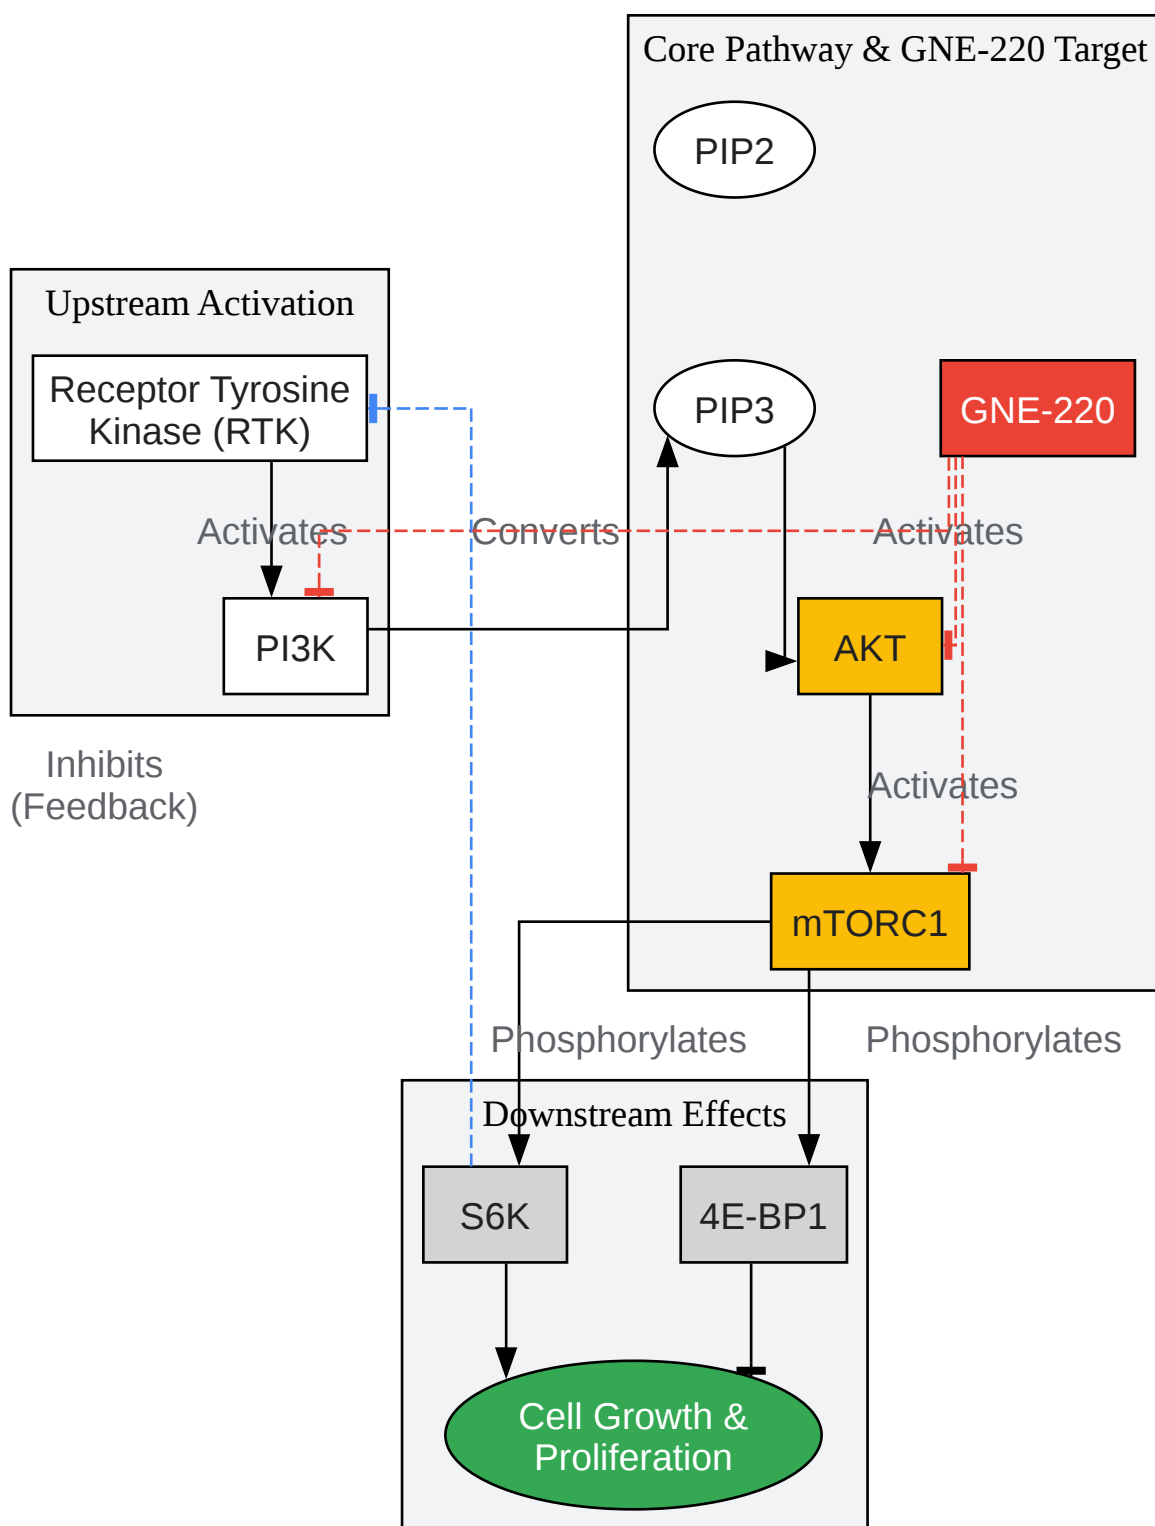 Core Pathway & GNE-220 Target
PIP2
Upstream Activation
Receptor Tyrosine
Kinase (RTK)
PIP3
GNE-220
Activates
Converts
Activates
PI3K
AKT
Inhibits
(Feedback)
Activates
mTORC1
Phosphorylates
Phosphorylates
Downstream Effects
S6K
4E-BP1
Cell Growth &
Proliferation